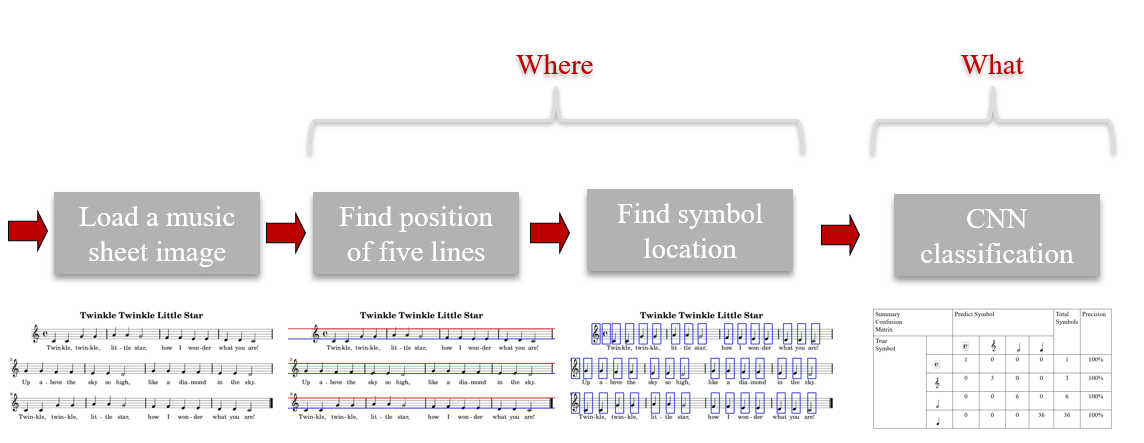 Where
What
Load a music
sheet image
Find position
of five lines
Find symbol
location
CNN
classification
Twinkle Twinkle Little Star
Twin-kle, twin-kle, lit - tle star, how I won-der what you are!
Up a - bove the sky so high, like a dia-mond in the sky.
Twin-kle, twin-kle, lit - tle star, how I won-der what you are!
Twinkle Twinkle Little Star
Twin-kle, twin-kle, lit - tle star, how I won-der what you are!
Up a - bove the sky so high, like a dia-mond in the sky.
Twin-kle, twin-kle, lit - tle star, how I won-der what you are!
Twinkle Twinkle Little Star
Twin-kle, twin-kle, lit - tle star, how I won-der what you are!
Up a - bove the sky so high, like a dia-mond in the sky.
Twin-kle, twin-kle, lit - tle star, how I won-der what you are!
Summary
Confusion
Matrix
Predict Symbol
Total
Symbols
Precision
True
Symbol
1 0 0 0 1 100%
0 3 0 0 3 100%
0 0 6 0 6 100%
0 0 0 36 36 100%